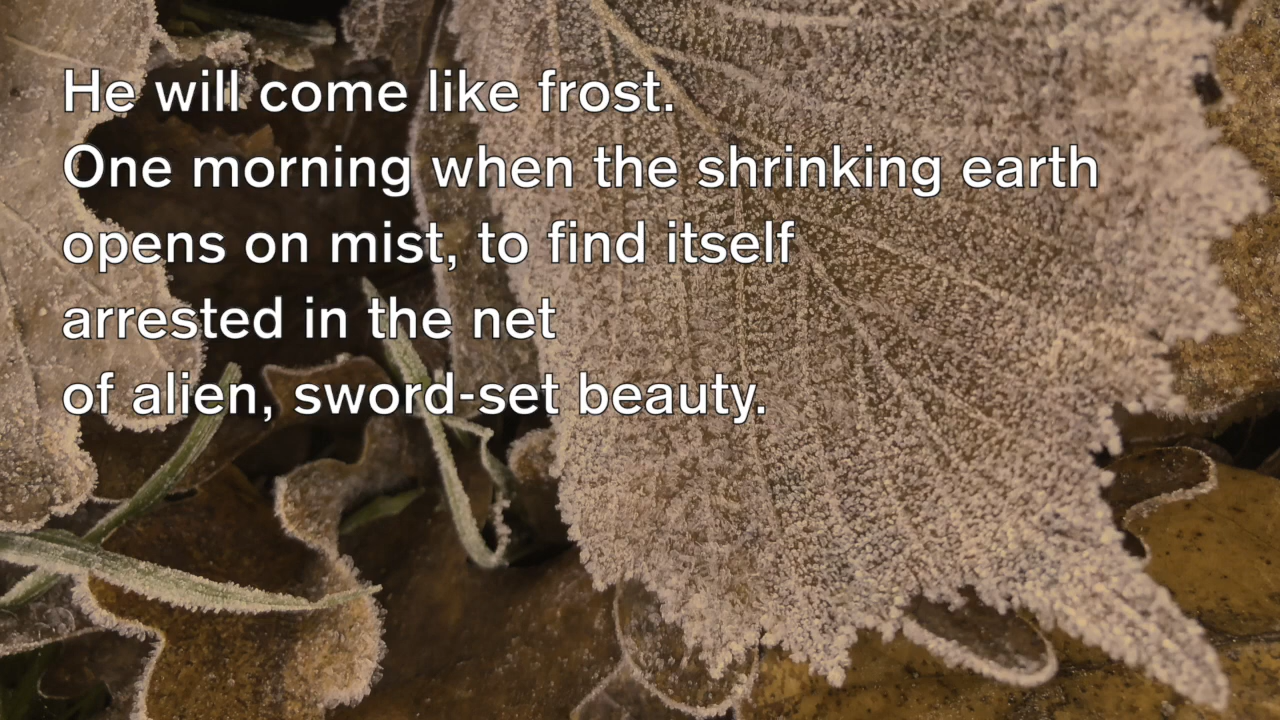 He will come like frost.
One morning when the shrinking earth
opens on mist, to find itself
arrested in the net
of alien, sword-set beauty.